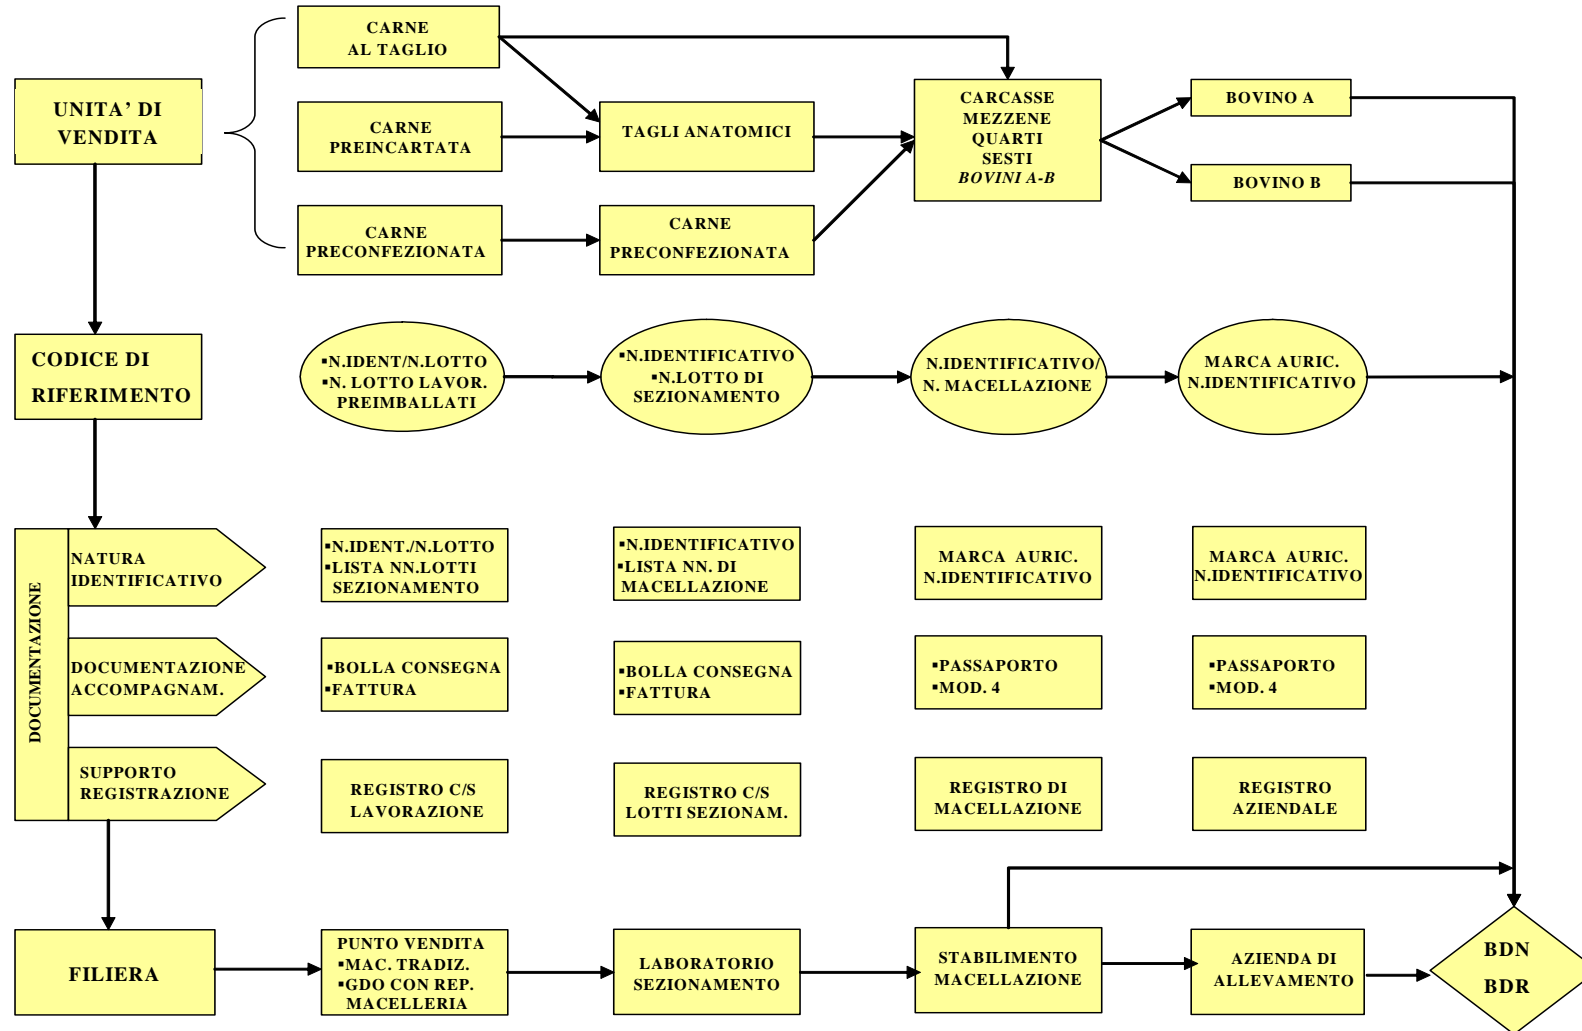 UNITA' DI
VENDITA
CARNE
AL TAGLIO
CARNE
PREINCARTATA
CARNE
PRECONFEZIONATA
TAGLI ANATOMICI
CARNE
PRECONFEZIONATA
CARCASSE
MEZZENE
QUARTI
SESTI
BOVINI A-B
BOVINO A
BOVINO B
CODICE DI
RIFERIMENTO
▪N.IDENT/N.LOTTO
▪N. LOTTO LAVOR.
PREIMBALLATI
▪N.IDENTIFICATIVO
▪N.LOTTO DI
SEZIONAMENTO
N.IDENTIFICATIVO/
N. MACELLAZIONE
MARCA AURIC.
N.IDENTIFICATIVO
DOCUMENTAZIONE
NATURA
IDENTIFICATIVO
▪N.IDENT./N.LOTTO
▪LISTA NN.LOTTI
SEZIONAMENTO
▪N.IDENTIFICATIVO
▪LISTA NN. DI
MACELLAZIONE
MARCA AURIC.
N.IDENTIFICATIVO
MARCA AURIC.
N.IDENTIFICATIVO
DOCUMENTAZIONE
ACCOMPAGNAM.
▪BOLLA CONSEGNA
▪FATTURA
▪BOLLA CONSEGNA
▪FATTURA
▪PASSAPORTO
▪MOD. 4
▪PASSAPORTO
▪MOD. 4
SUPPORTO
REGISTRAZIONE
REGISTRO C/S
LAVORAZIONE
REGISTRO C/S
LOTTI SEZIONAM.
REGISTRO DI
MACELLAZIONE
REGISTRO
AZIENDALE
FILIERA
PUNTO VENDITA
▪MAC. TRADIZ.
▪GDO CON REP.
MACELLERIA
LABORATORIO
SEZIONAMENTO
STABILIMENTO
MACELLAZIONE
AZIENDA DI
ALLEVAMENTO
BDN
BDR